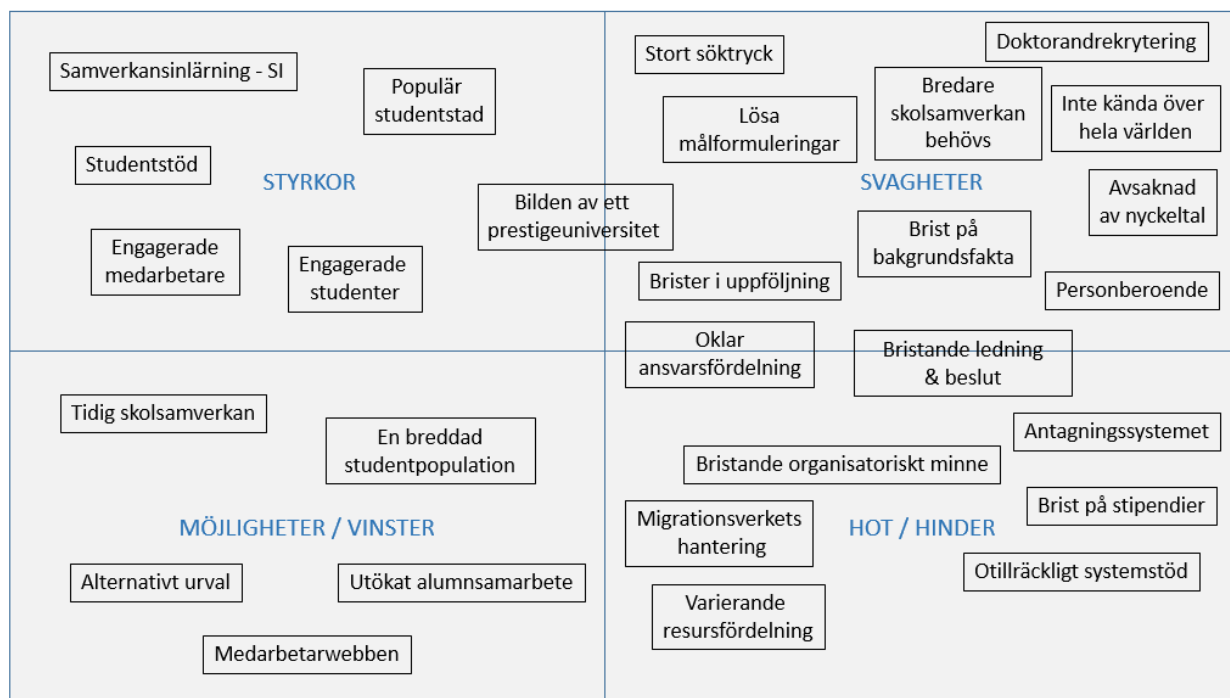 Samverkansinlärning - SI
Populär
studentstad
Studentstöd
STYRKOR
Bilden av ett
prestigeuniversitet
Engagerade
medarbetare
Engagerade
studenter
Stort söktryck
Doktorandrekrytering
Lösa
målformuleringar
Bredare
skolsamverkan
behövs
Inte kända över
hela världen
SVAGHETER
Avsaknad
av nyckeltal
Brist på
bakgrundsfakta
Brister i uppföljning
Personberoende
Oklar
ansvarsfördelning
Bristande ledning
& beslut
Tidig skolsamverkan
En breddad
studentpopulation
MÖJLIGHETER / VINSTER
Alternativt urval
Utökat alumnsamarbete
Medarbetarwebben
Antagningssystemet
Bristande organisatoriskt minne
Brist på stipendier
Migrationsverkets
hantering
HOT / HINDER
Otillräckligt systemstöd
Varierande
resursfördelning